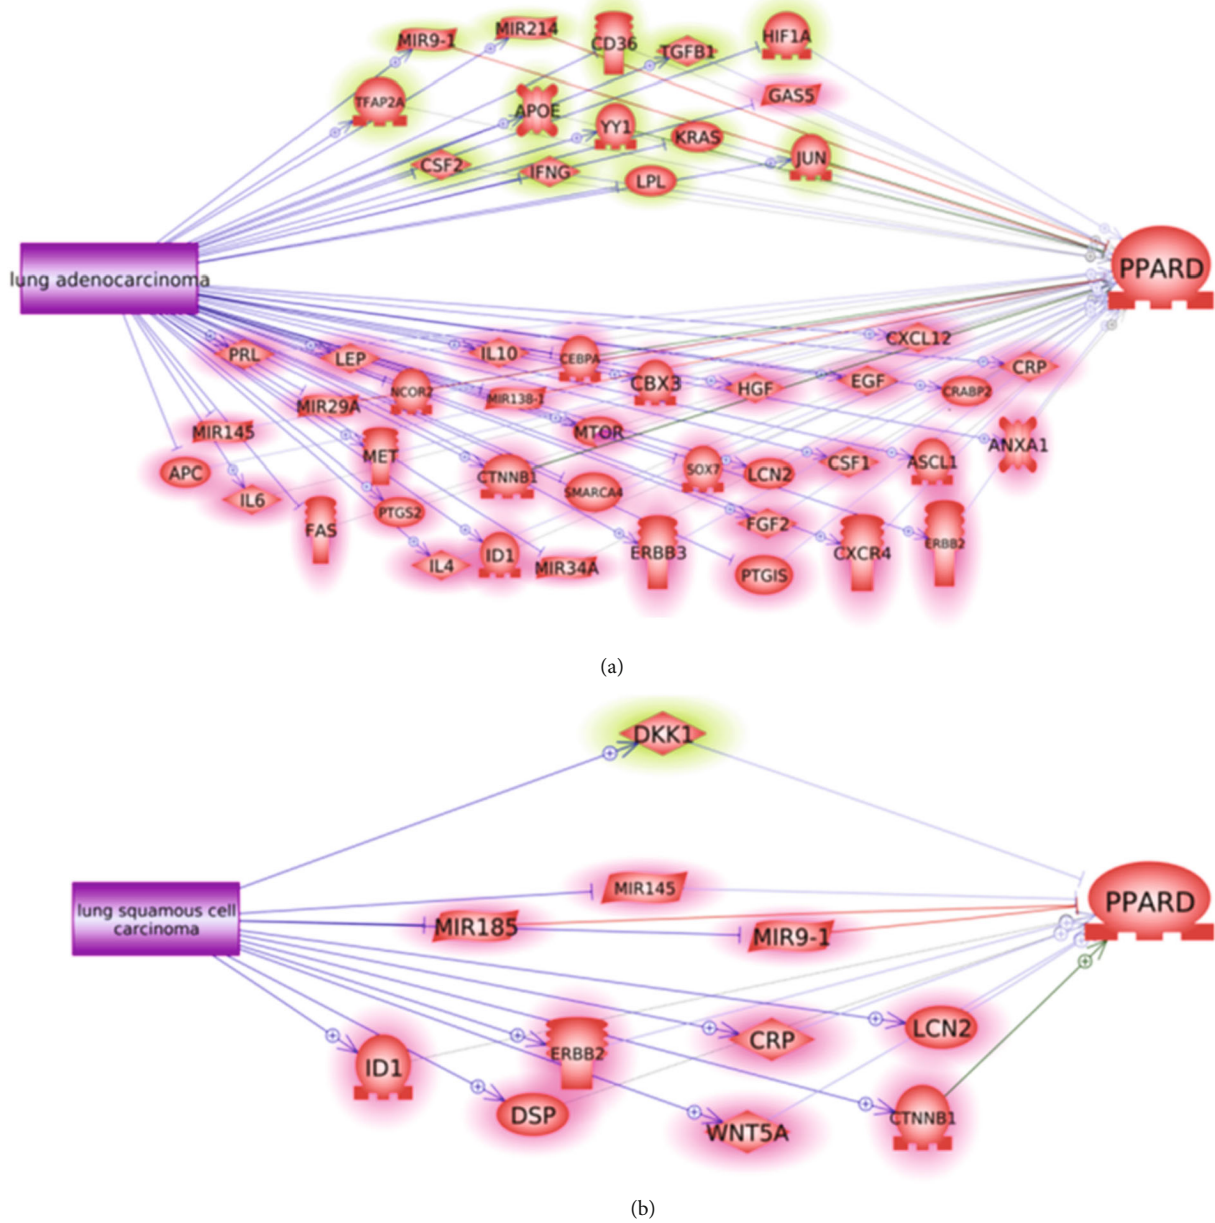 MIR9-1
MIR214
CD36
TGFB1
HIF1A
TFAP2A
APOE
YY1
KRAS
GAS5
JUN
CSF2
IFNG
LPL
lung adenocarcinoma
PPARD
PRL
LEP
IL10
CEBPA
CXCL12
CRP
MIR29A
NCOR2
MIR138-1
CBX3
HGF
EGF
CRABP2
MIR145
MTOR
ANXA1
APC
MET
CTNNB1
SMARCA4
SOX7
LCN2
CSF1
ASCL1
IL6
FAS
PTGS2
FGF2
IL4
ID1
MIR34A
ERBB3
PTGIS
CXCR4
ERBB2
(a)
DKK1
MIR145
lung squamous cell
carcinoma
MIR185
MIR9-1
PPARD
ID1
ERBB2
CRP
LCN2
DSP
WNT5A
CTNNB1
(b)